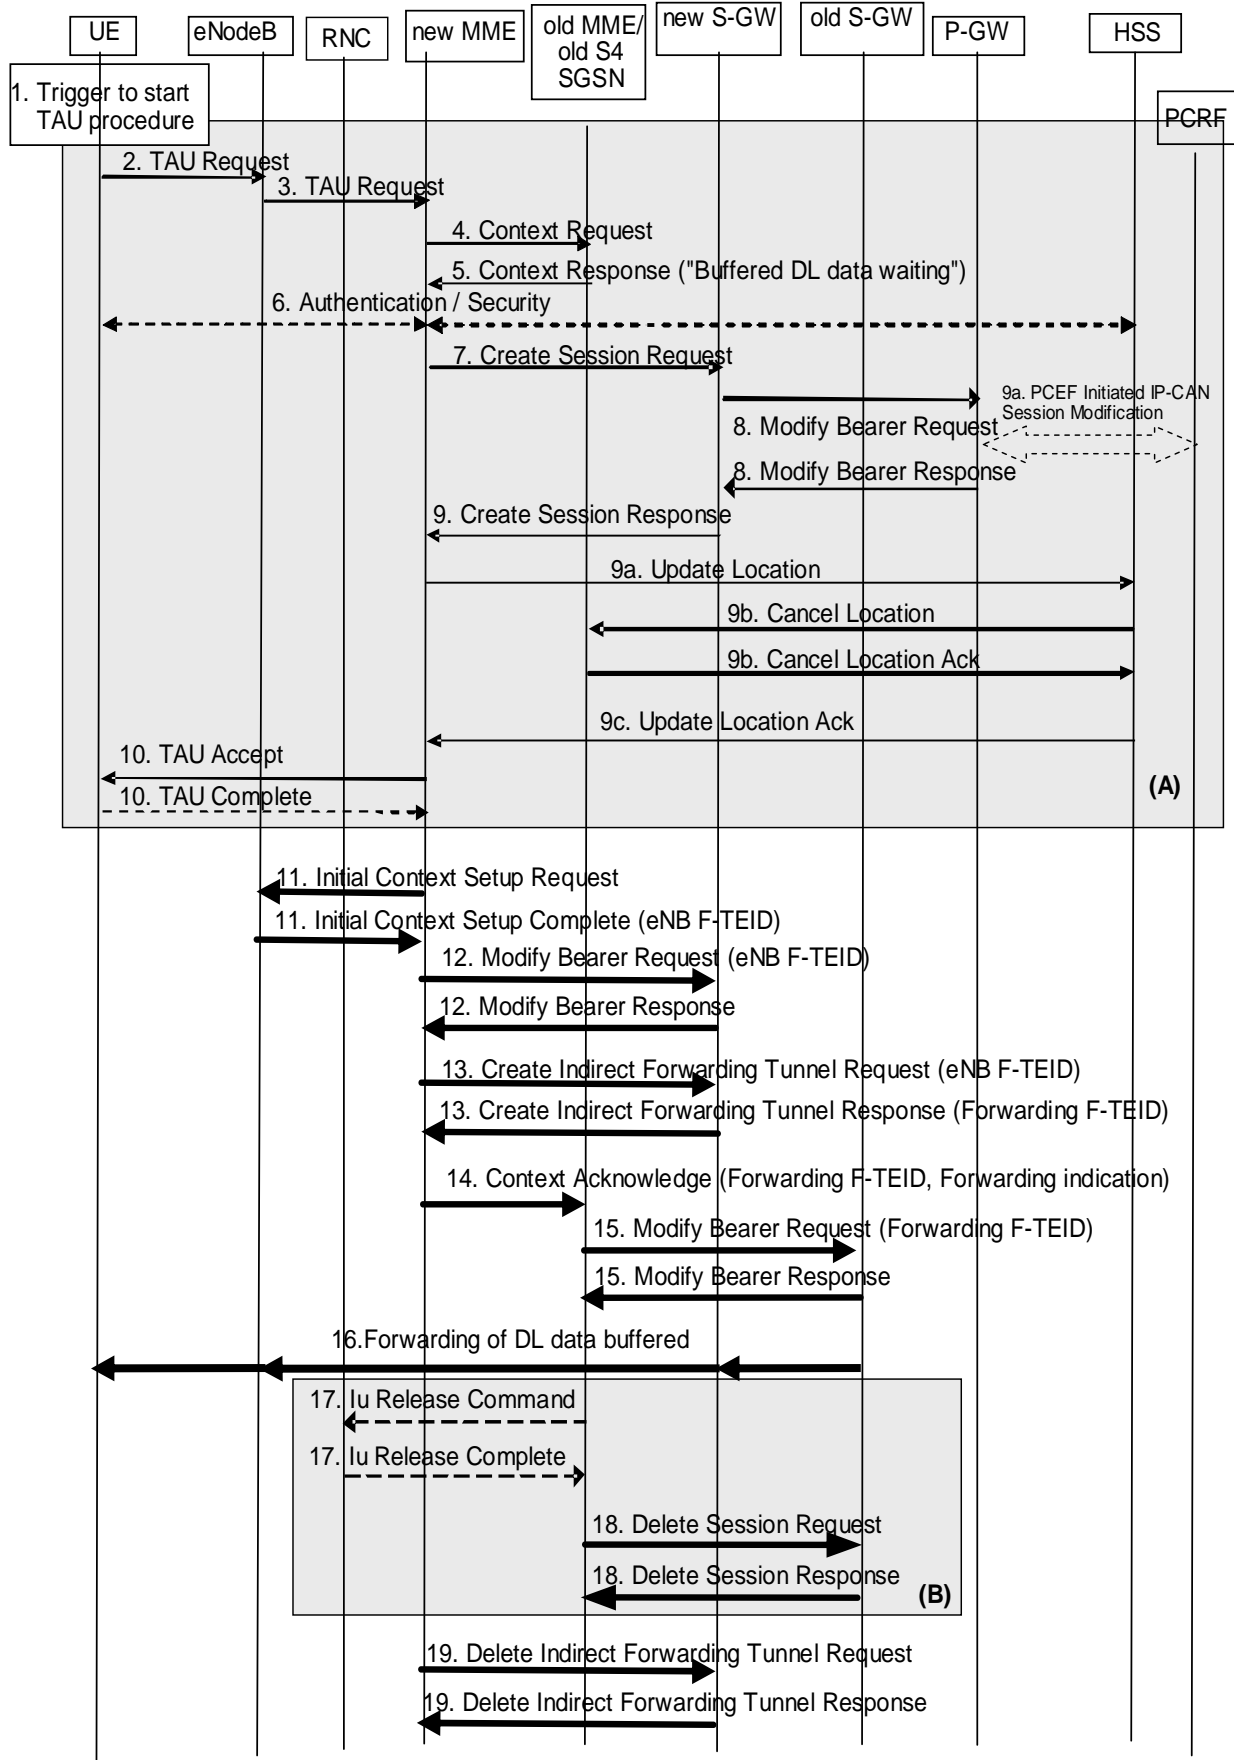 UE
eNodeB
RNC
new MME
old MME/
old S4
SGSN
new S-GW
old S-GW
P-GW
HSS
PCRF
1. Trigger to start
TAU procedure
2. TAU Request
3. TAU Request
4. Context Request
5. Context Response ("Buffered DL data waiting")
6. Authentication / Security
7. Create Session Request
9a. PCEF Initiated IP-CAN
Session Modification
8. Modify Bearer Request
8. Modify Bearer Response
9. Create Session Response
9a. Update Location
9b. Cancel Location
9b. Cancel Location Ack
9c. Update Location Ack
10. TAU Accept
10. TAU Complete
(A)
11. Initial Context Setup Request
11. Initial Context Setup Complete (eNB F-TEID)
12. Modify Bearer Request (eNB F-TEID)
12. Modify Bearer Response
13. Create Indirect Forwarding Tunnel Request (eNB F-TEID)
13. Create Indirect Forwarding Tunnel Response (Forwarding F-TEID)
14. Context Acknowledge (Forwarding F-TEID, Forwarding indication)
15. Modify Bearer Request (Forwarding F-TEID)
15. Modify Bearer Response
16.Forwarding of DL data buffered
17. Iu Release Command
17. Iu Release Complete
18. Delete Session Request
18. Delete Session Response
(B)
19. Delete Indirect Forwarding Tunnel Request
19. Delete Indirect Forwarding Tunnel Response